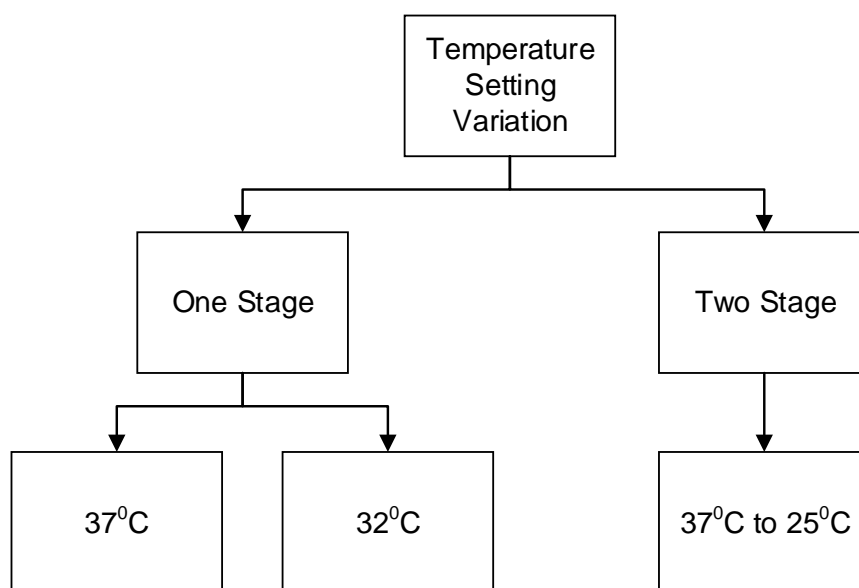 Temperature
Setting
Variation
One Stage
Two Stage
37⁰C
32⁰C
37⁰C to 25⁰C